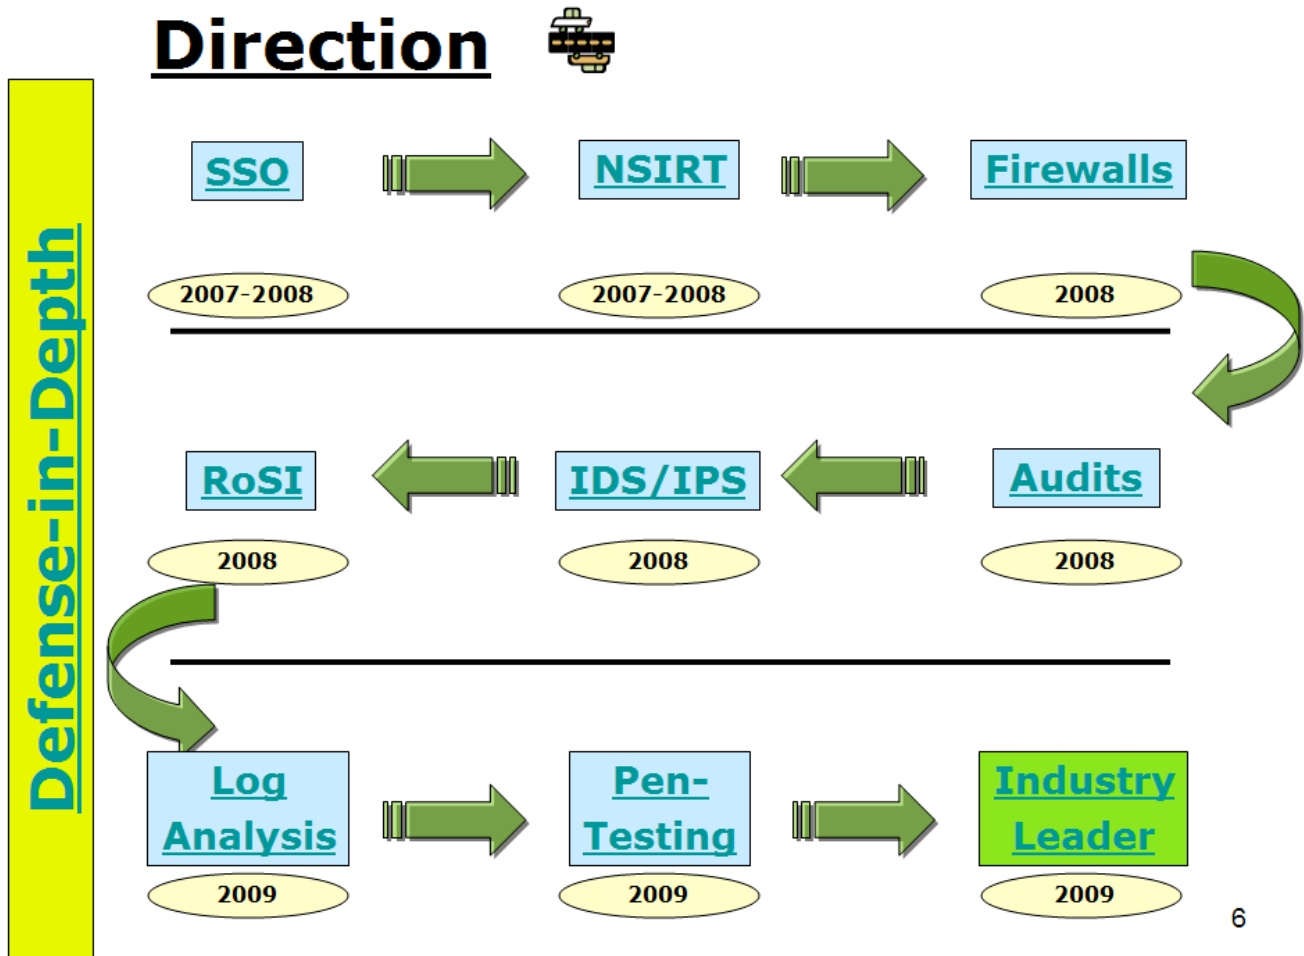 Direction
Defense-in-Depth
SSO
NSIRT
Firewalls
2007-2008
2007-2008
2008
RoSI
IDS/IPS
Audits
2008
2008
2008
Log
Analysis
Pen-
Testing
Industry
Leader
2009
2009
2009
6